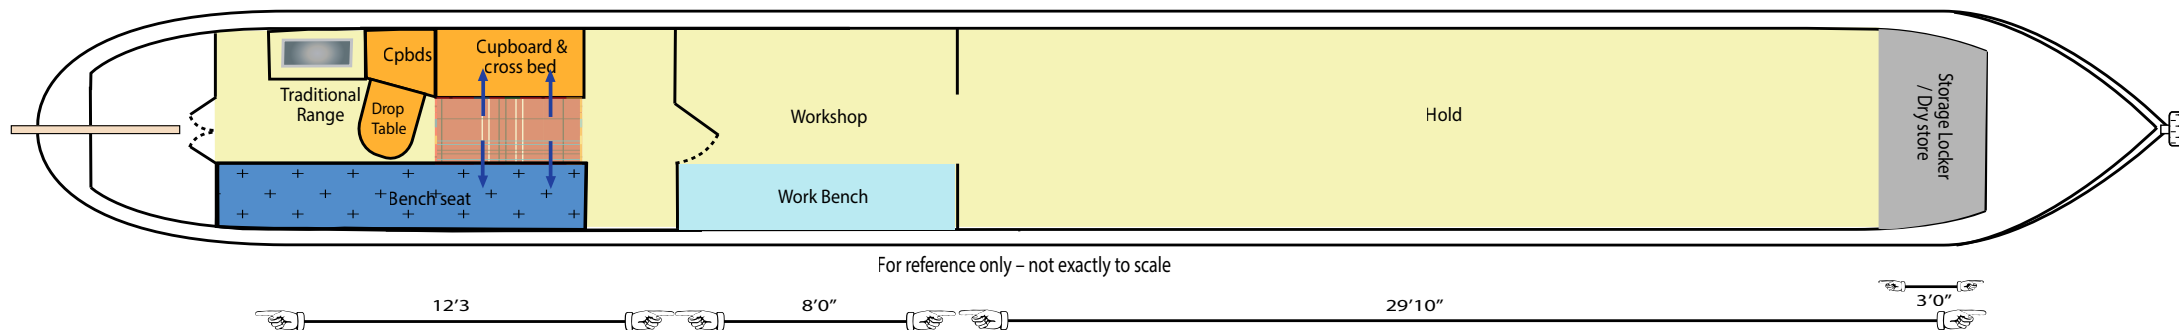 Cpbds
Cupboard &
cross bed
Traditional
Range
Drop
Table
Bench seat
Workshop
Work Bench
Hold
Storage Locker
/ Dry store
For reference only – not exactly to scale
12’3
8’0”
29’10”
3’0”